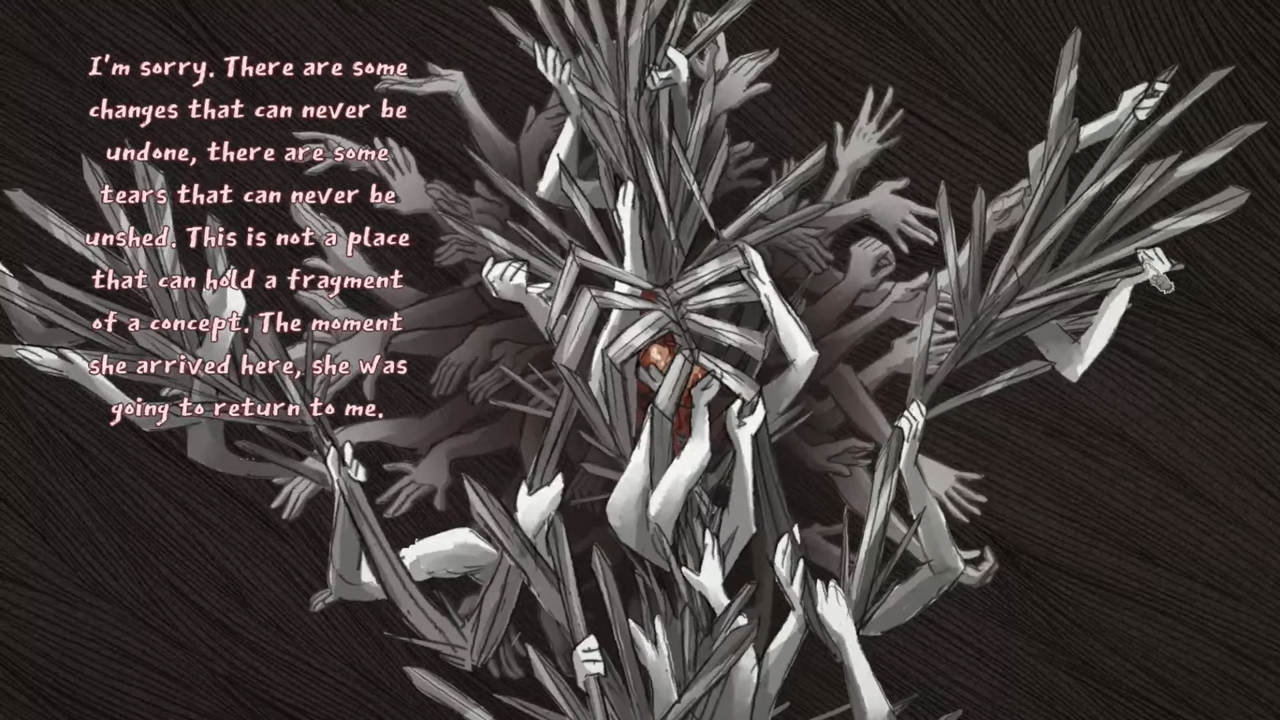 I'm sorry. There are some
changes that can never be
undone, there are some
tears that can never be
unshed. This is not a place
that can hold a fragment
of a concept. The moment
she arrived here, she was
going to return to me.